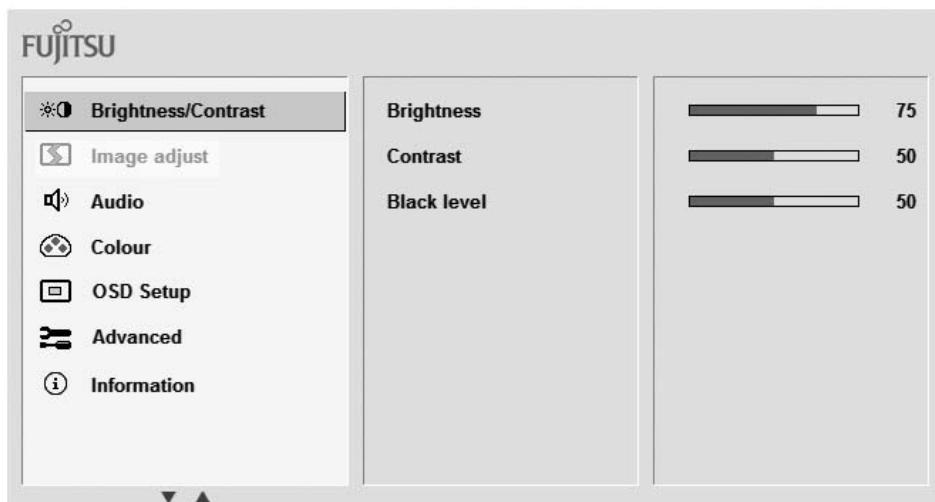 FUJITSU
Brightness/Contrast
Image adjust
Audio
Colour
OSD Setup
Advanced
Information
Brightness 75
Contrast 50
Black level 50